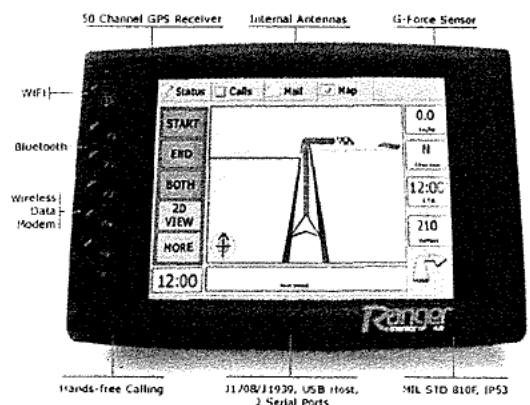 50 Channel GPS Receiver
Internal Antennas
G-Force Sensor
WiFi
Bluetooth
Wireless
Data
Modem
Status
Calls
Mail
Map
START
END
BOTH
2D
VIEW
MORE
12:00
0.0
N
12:00
210
Ranger
Hands-free Calling
J1708/J1939, USB Host,
2 Serial Ports
MIL STD 810F, IP53